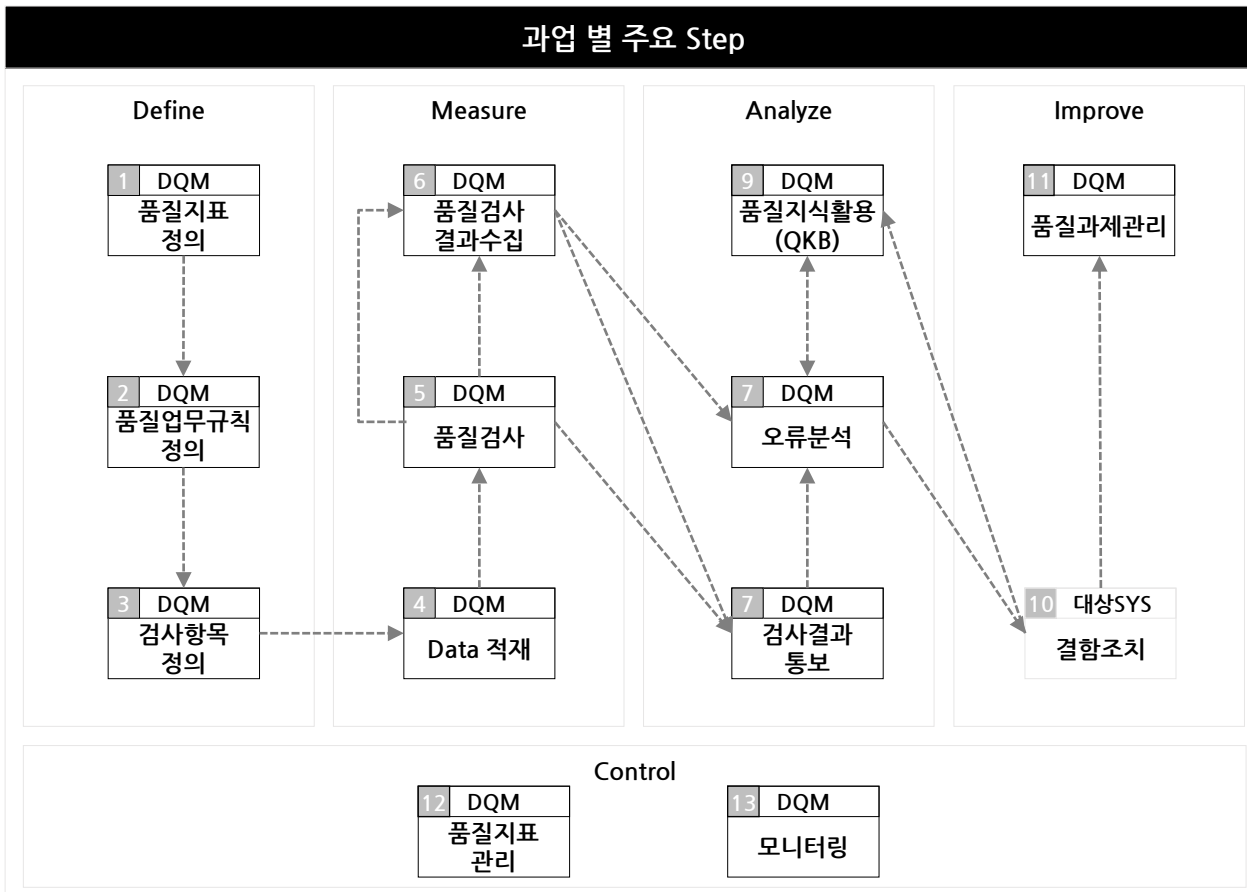 과업 별 주요 Step
Define
1 DQM
품질지표
정의
2 DQM
품질업무규칙
정의
3 DQM
검사항목
정의
Measure
6 DQM
품질검사
결과수집
5 DQM
품질검사
4 DQM
Data 적재
Analyze
9 DQM
품질지식활용
(QKB)
7 DQM
오류분석
7 DQM
검사결과
통보
Improve
11 DQM
품질과제관리
10 대상SYS
결함조치
Control
12 DQM
품질지표
관리
13 DQM
모니터링